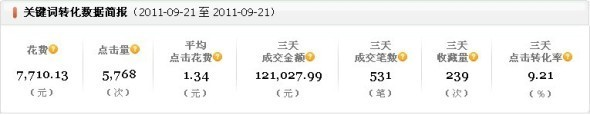 关键词转化数据简报（2011-09-21 至 2011-09-21）
花费 点击量 平均点击花费 三天成交金额 三天成交笔数 三天收藏量 三天点击转化率
7,710.13 5,768 1.34 121,027.99 531 239 9.21
（元） （次） （元） （元） （笔） （次） （%）